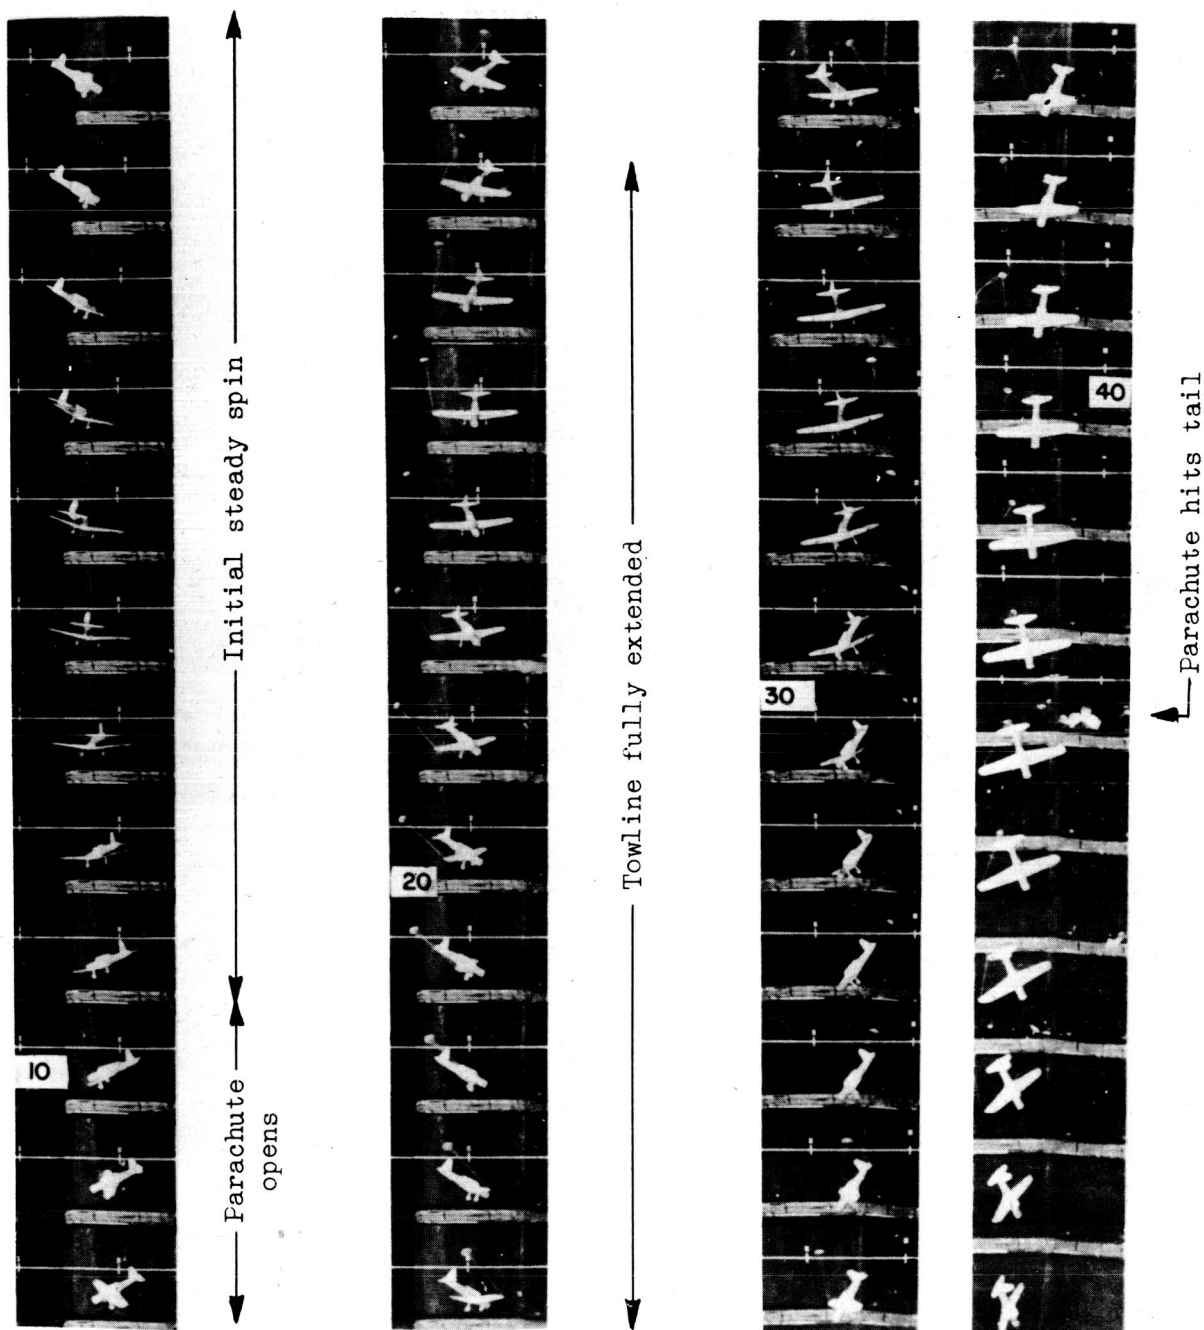 Initial steady spin
Parachute
opens
10
Towline fully extended
20
30
40
Parachute hits tail